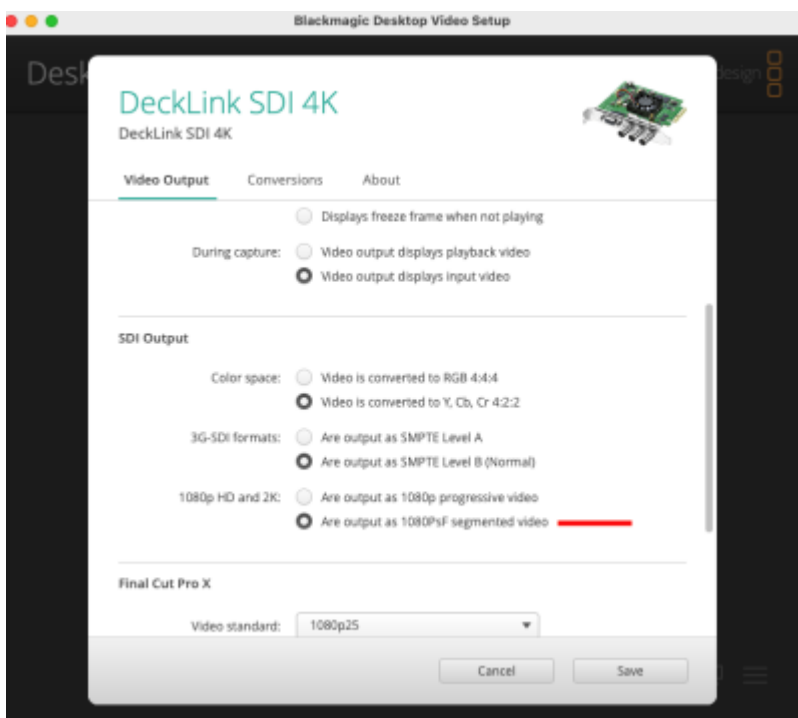 Blackmagic Desktop Video Setup
Desk
design
DeckLink SDI 4K
DeckLink SDI 4K
Video Output Conversions About
Displays freeze frame when not playing
During capture: Video output displays playback video
Video output displays input video
SDI Output
Color space: Video is converted to RGB 4:4:4
Video is converted to Y, Cb, Cr 4:2:2
3G-SDI formats: Are output as SMPTE Level A
Are output as SMPTE Level B (Normal)
1080p HD and 2K: Are output as 1080p progressive video
Are output as 1080PsF segmented video
Final Cut Pro X
Video standard: 1080p25
Cancel Save